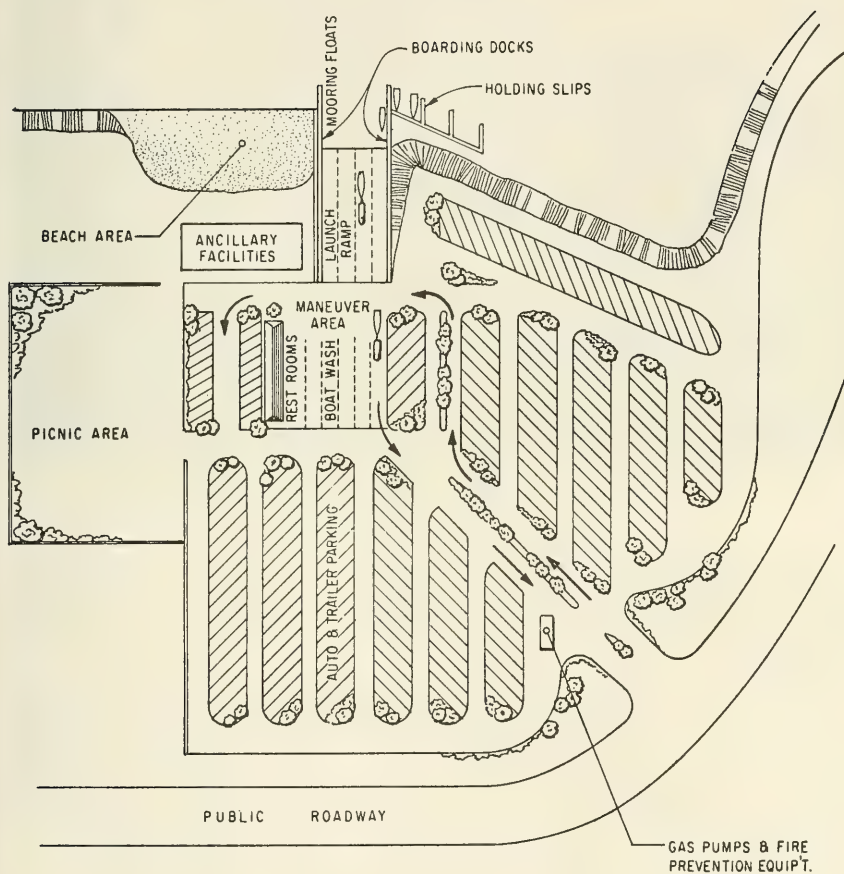 MOORING FLOATS
BOARDING DOCKS
HOLDING SLIPS
BEACH AREA
ANCILLARY
FACILITIES
LAUNCH
RAMP
MANEUVER
AREA
REST ROOMS
BOAT WASH
PICNIC AREA
AUTO & TRAILER PARKING
PUBLIC ROADWAY
GAS PUMPS & FIRE
PREVENTION EQUIP'T.